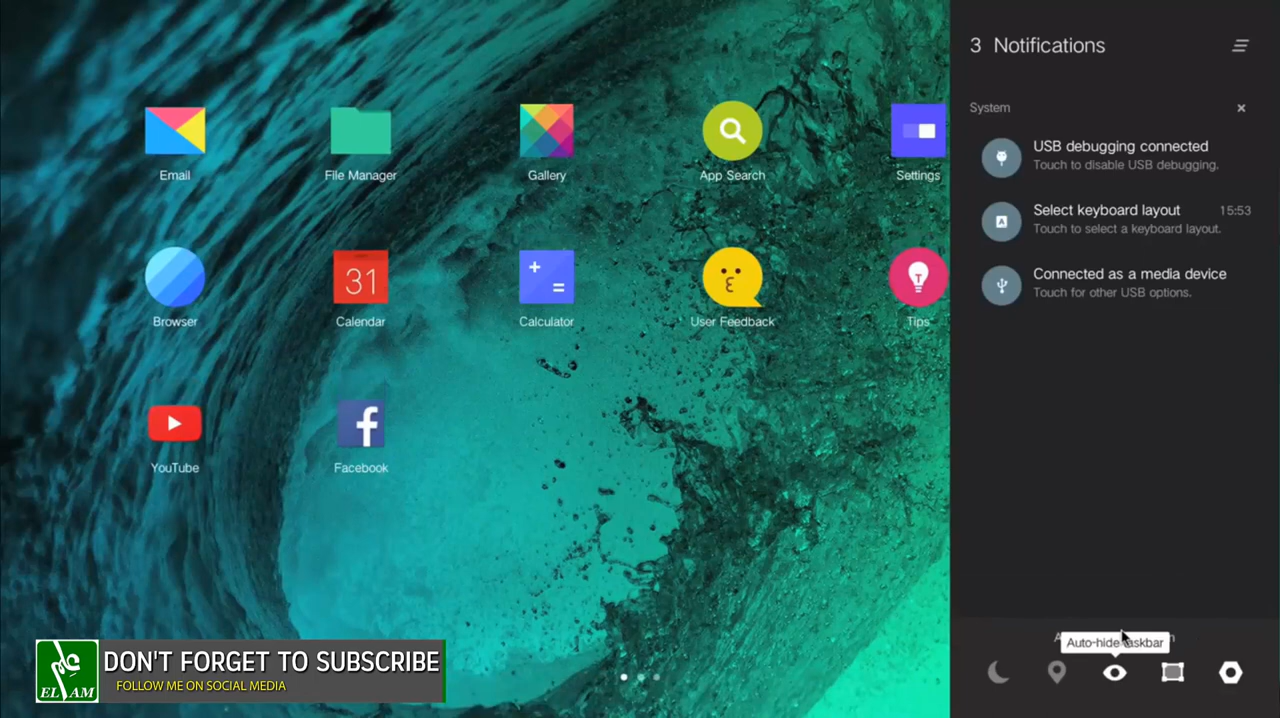 3 Notifications
System
USB debugging connected
Touch to disable USB debugging.
Select keyboard layout 15:53
Touch to select a keyboard layout.
Connected as a media device
Touch for other USB options.
Email
File Manager
Gallery
App Search
Settings
Browser
31
Calendar
Calculator
User Feedback
Tips
YouTube
Facebook
Auto-hide taskbar
EL AM
DON'T FORGET TO SUBSCRIBE
FOLLOW ME ON SOCIAL MEDIA